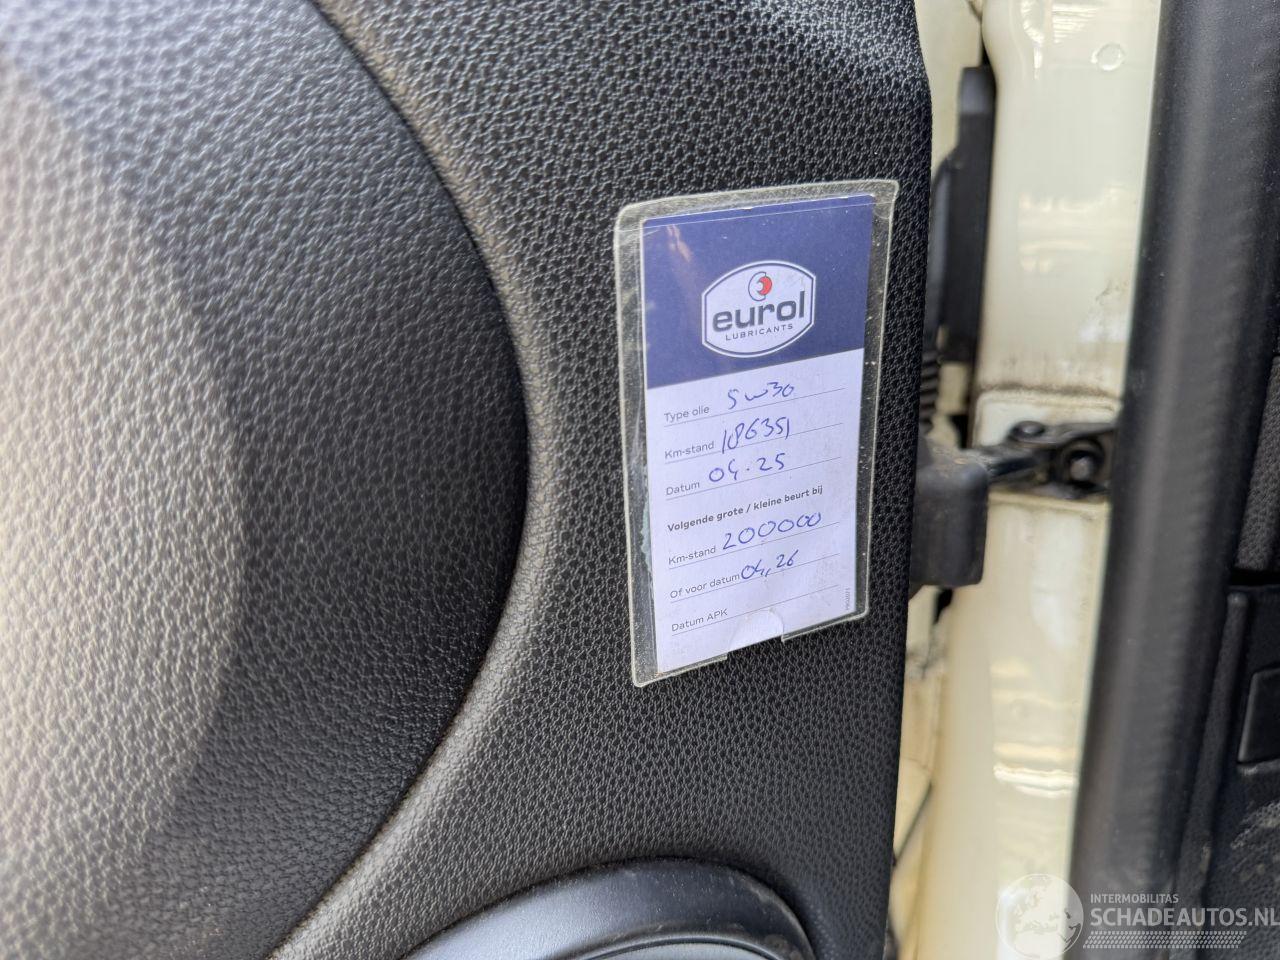 eurol
LUBRICANTS
Type olie 5w30
Km-stand 186351
Datum 04-25
Volgende grote / kleine beurt bij
Km-stand 200000
Of voor datum 04,26
Datum APK
INTERMOBILITAS
SCHADEAUTOS.NL